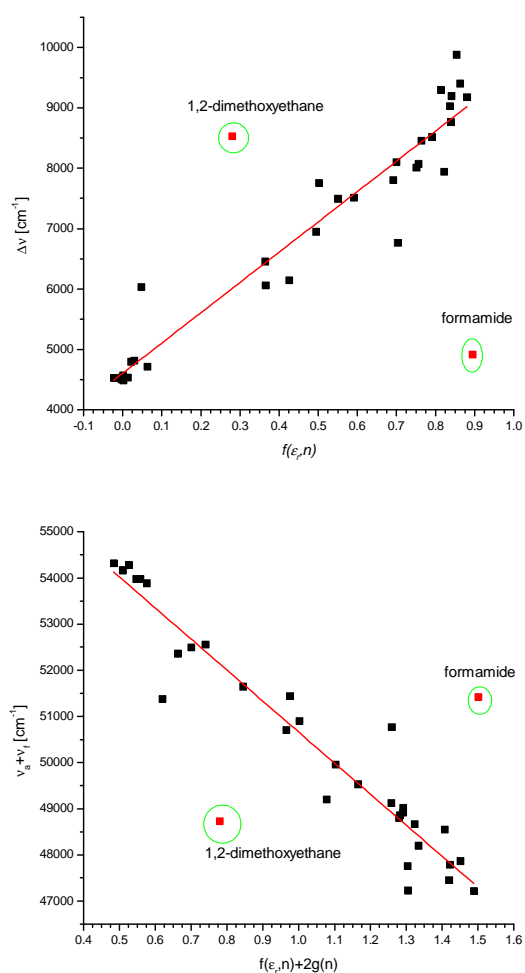 10000
9000
8000
7000
6000
5000
4000
Δν [cm⁻¹]
1,2-dimethoxyethane
formamide
-0.1 0.0 0.1 0.2 0.3 0.4 0.5 0.6 0.7 0.8 0.9 1.0
f(εᵣ,n)
55000
54000
53000
52000
51000
50000
49000
48000
47000
νₐ+νf [cm⁻¹]
formamide
1,2-dimethoxyethane
0.4 0.5 0.6 0.7 0.8 0.9 1.0 1.1 1.2 1.3 1.4 1.5 1.6
f(εᵣ,n)+2g(n)